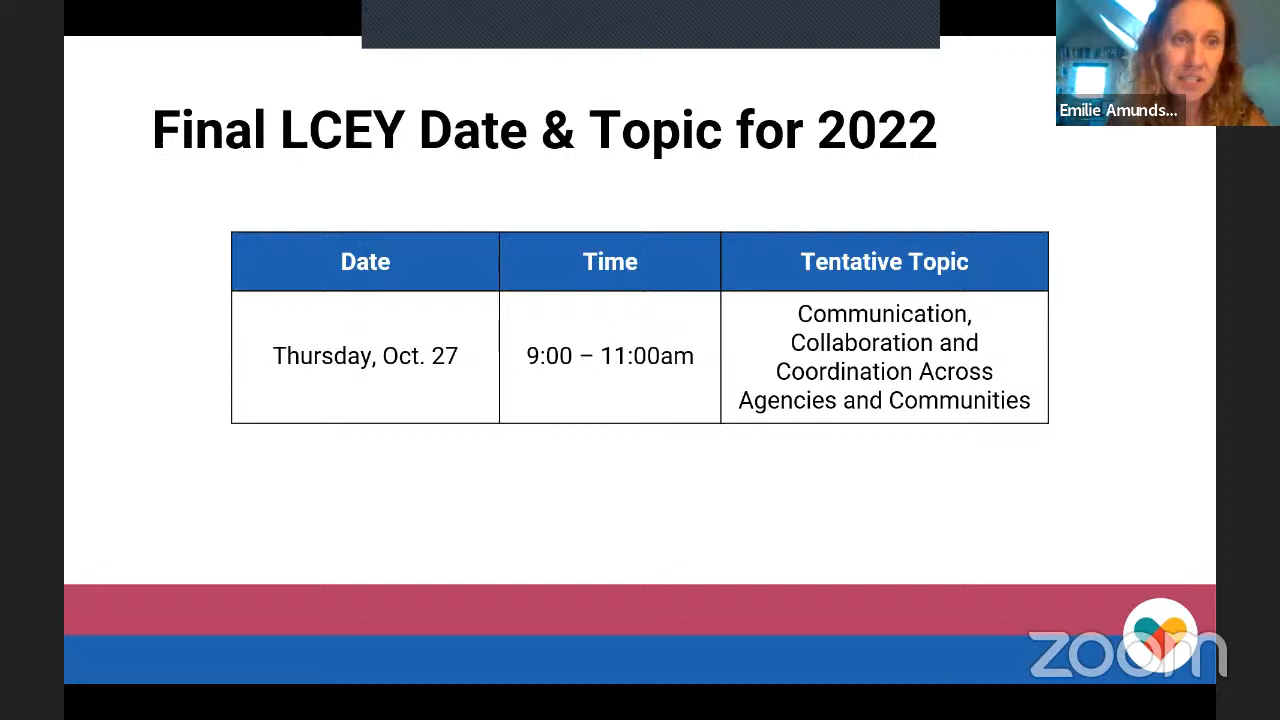 Final LCEY Date & Topic for 2022
Emilie Amunds...
Date
Time
Tentative Topic
Thursday, Oct. 27
9:00 – 11:00am
Communication,
Collaboration and
Coordination Across
Agencies and Communities
zoom